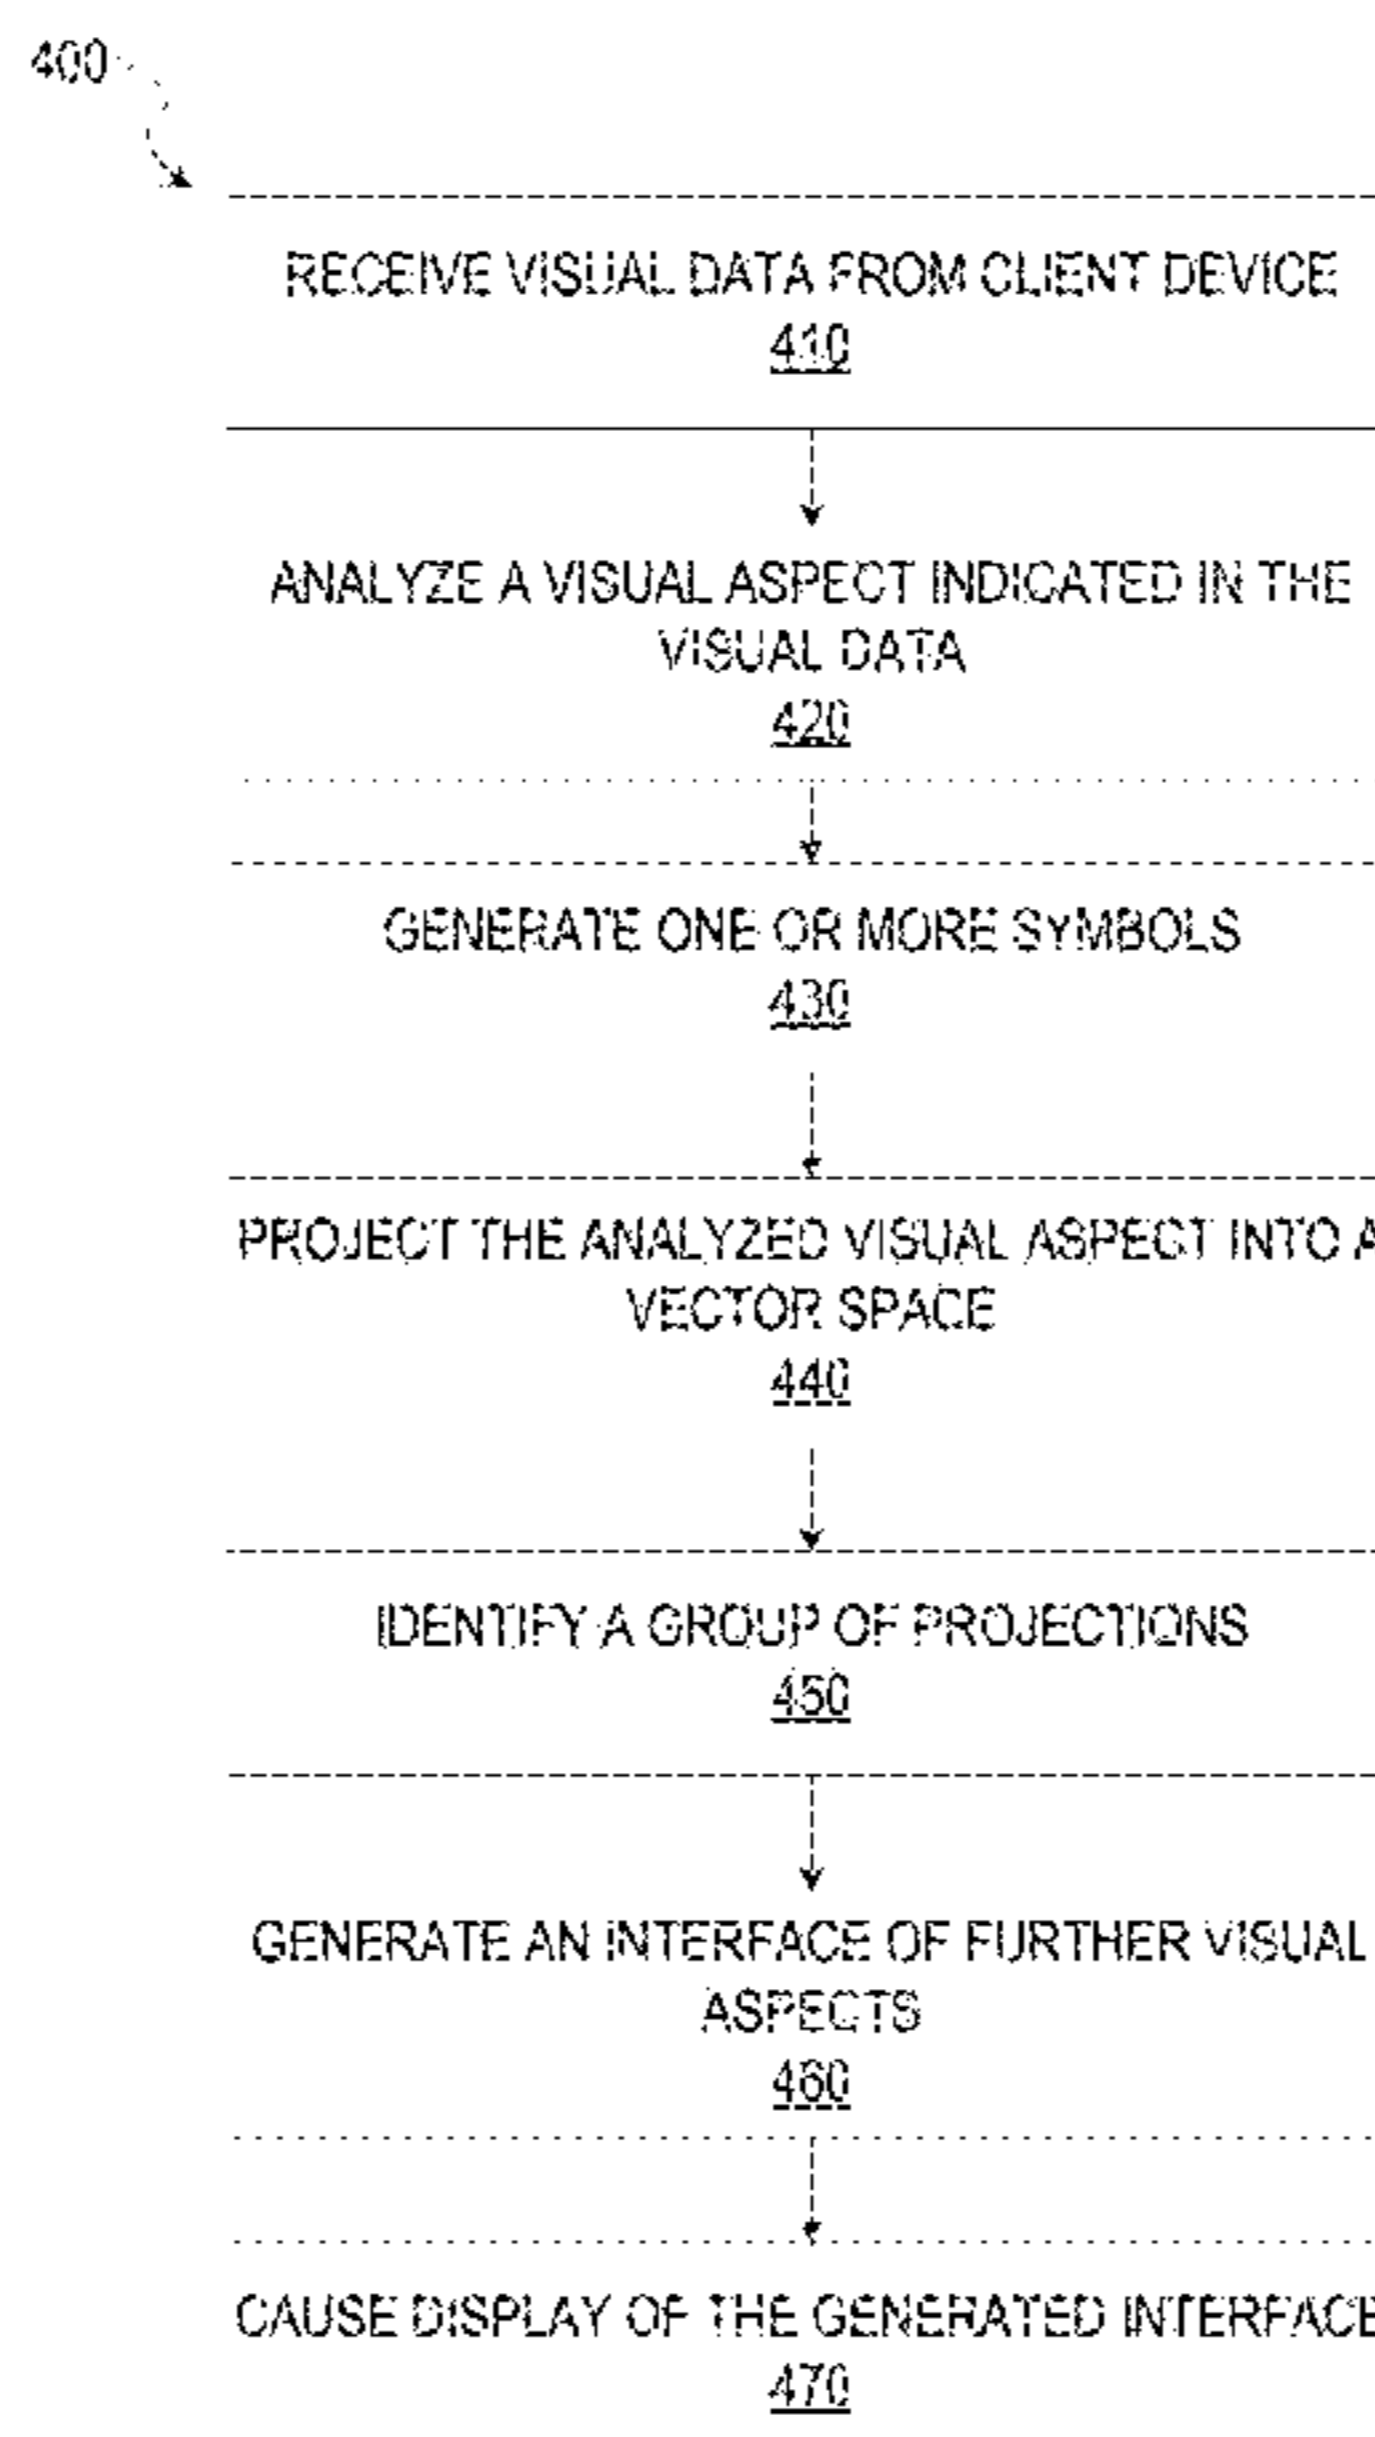 400
RECEIVE VISUAL DATA FROM CLIENT DEVICE
410
ANALYZE A VISUAL ASPECT INDICATED IN THE
VISUAL DATA
420
GENERATE ONE OR MORE SYMBOLS
430
PROJECT THE ANALYZED VISUAL ASPECT INTO A
VECTOR SPACE
440
IDENTIFY A GROUP OF PROJECTIONS
450
GENERATE AN INTERFACE OF FURTHER VISUAL
ASPECTS
460
CAUSE DISPLAY OF THE GENERATED INTERFACE
470